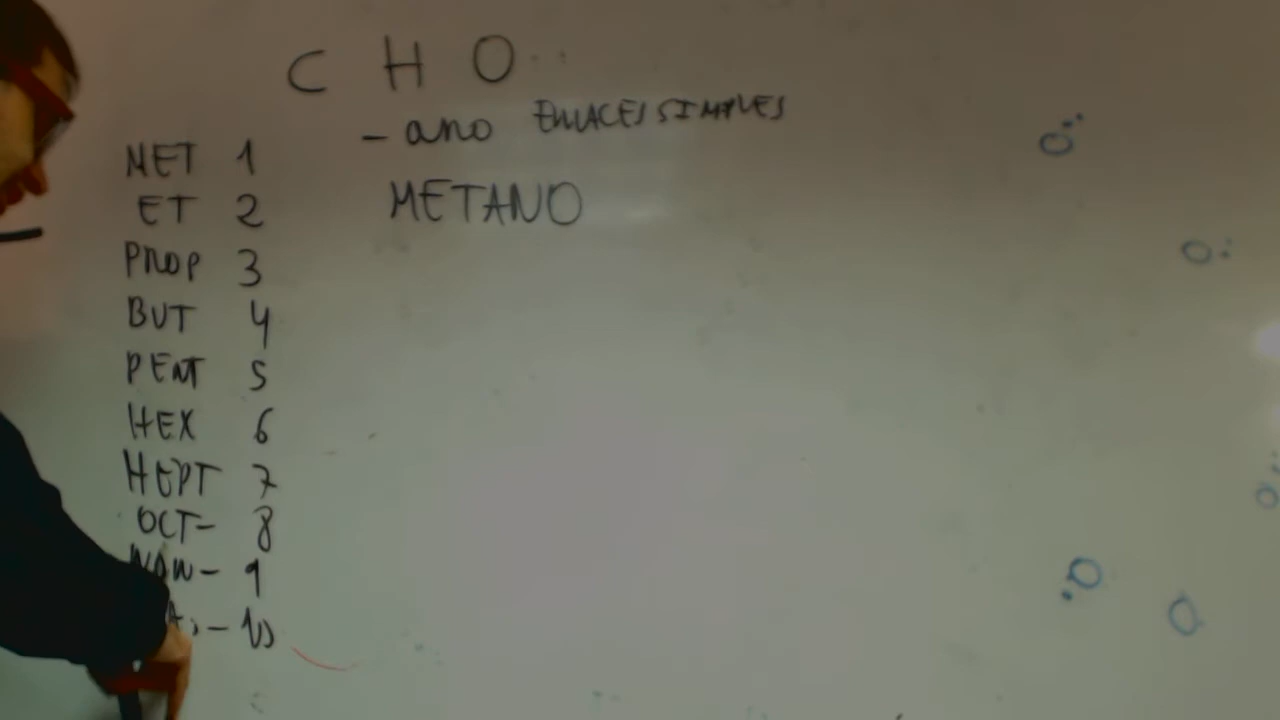 C H O
- ano ENLACES SIMPLES
MET 1
METANO
ET 2
PROP 3
BUT 4
PENT 5
HEX 6
HEPT 7
OCT- 8
NON- 9
- 10